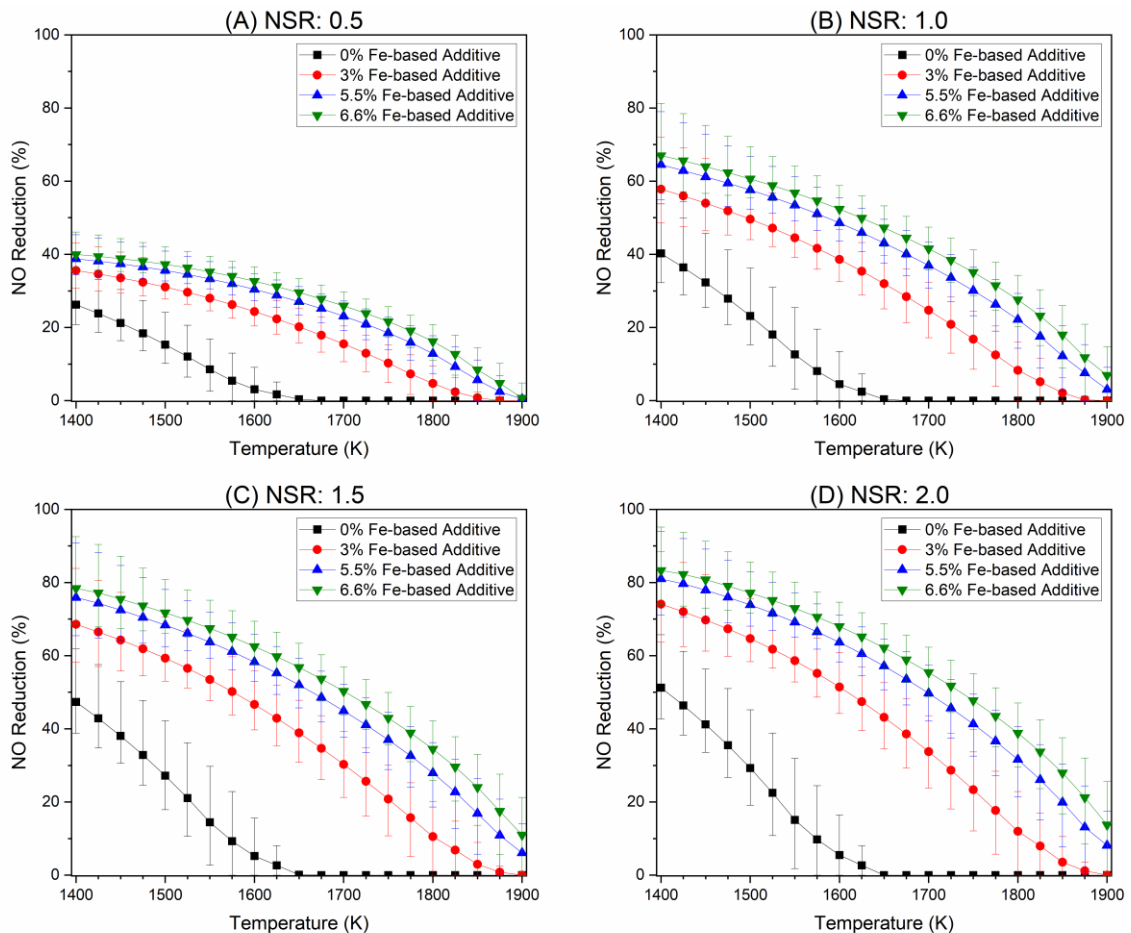 (A) NSR: 0.5
100
80
60
40
20
0
NO Reduction (%)
0% Fe-based Additive
3% Fe-based Additive
5.5% Fe-based Additive
6.6% Fe-based Additive
1400 1500 1600 1700 1800 1900
Temperature (K)
(B) NSR: 1.0
100
80
60
40
20
0
NO Reduction (%)
0% Fe-based Additive
3% Fe-based Additive
5.5% Fe-based Additive
6.6% Fe-based Additive
1400 1500 1600 1700 1800 1900
Temperature (K)
(C) NSR: 1.5
100
80
60
40
20
0
NO Reduction (%)
0% Fe-based Additive
3% Fe-based Additive
5.5% Fe-based Additive
6.6% Fe-based Additive
1400 1500 1600 1700 1800 1900
Temperature (K)
(D) NSR: 2.0
100
80
60
40
20
0
NO Reduction (%)
0% Fe-based Additive
3% Fe-based Additive
5.5% Fe-based Additive
6.6% Fe-based Additive
1400 1500 1600 1700 1800 1900
Temperature (K)